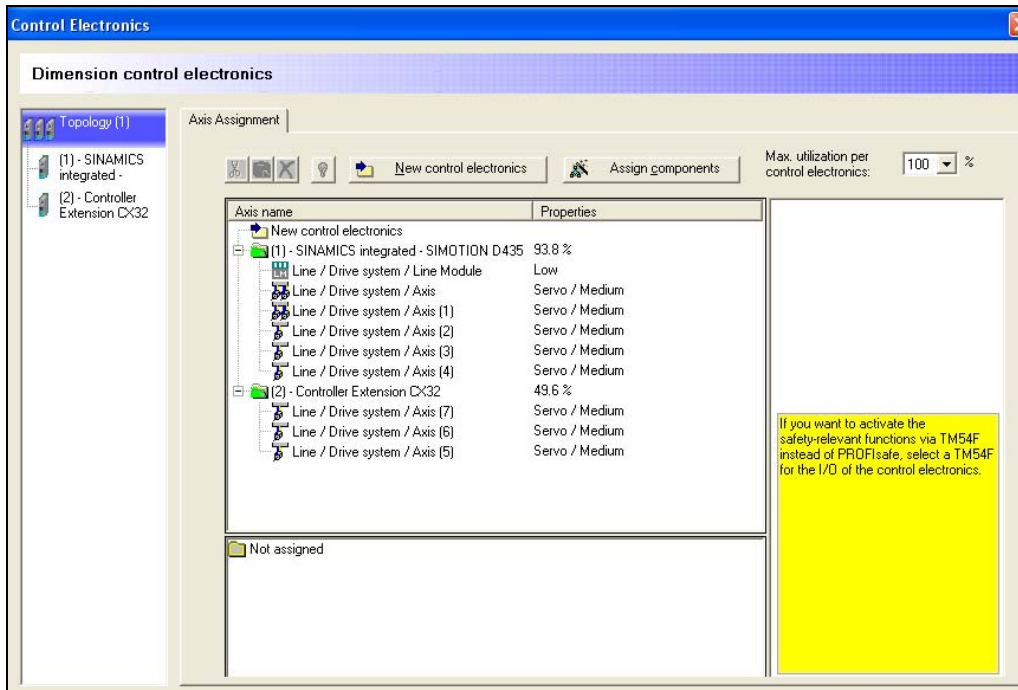 Control Electronics
Dimension control electronics
Topology (1)
(1) - SINAMICS
integrated -
(2) - Controller
Extension CX32
Axis Assignment
New control electronics
Assign components
Max. utilization per
control electronics:
100 %
Axis name Properties
New control electronics
(1) - SINAMICS integrated - SIMOTION D435 93.8 %
Line / Drive system / Line Module Low
Line / Drive system / Axis Servo / Medium
Line / Drive system / Axis (1) Servo / Medium
Line / Drive system / Axis (2) Servo / Medium
Line / Drive system / Axis (3) Servo / Medium
Line / Drive system / Axis (4) Servo / Medium
(2) - Controller Extension CX32 49.6 %
Line / Drive system / Axis (7) Servo / Medium
Line / Drive system / Axis (6) Servo / Medium
Line / Drive system / Axis (5) Servo / Medium
If you want to activate the
safety-relevant functions via TM54F
instead of PROFIsafe, select a TM54F
for the I/O of the control electronics.
Not assigned